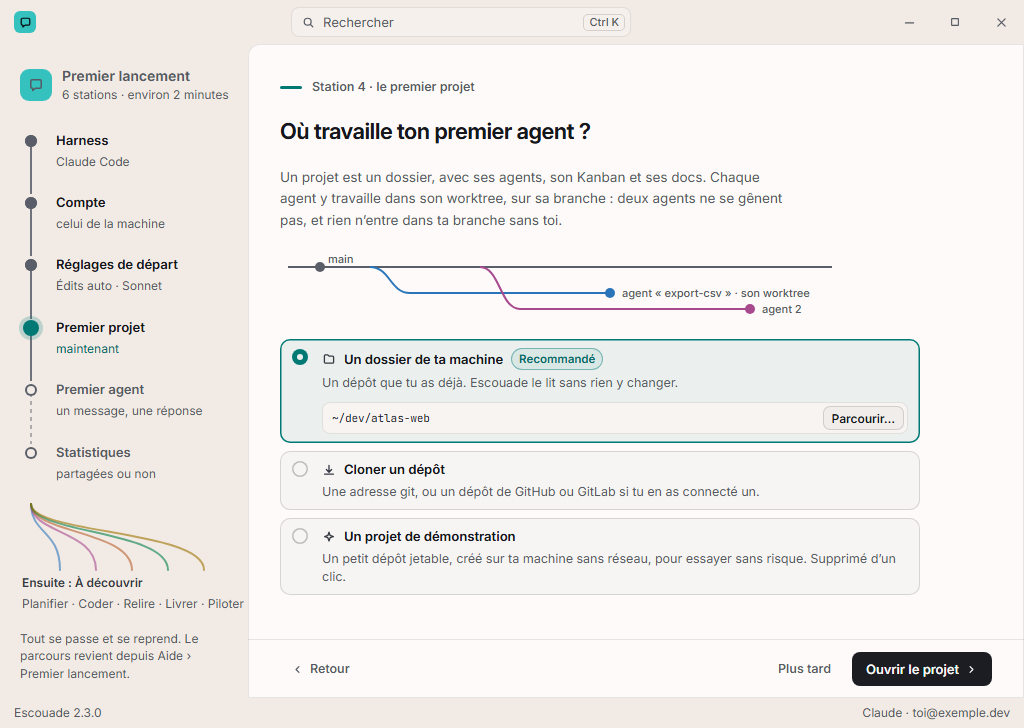 Rechercher
Ctrl K
Premier lancement
6 stations · environ 2 minutes
Harness
Claude Code
Compte
celui de la machine
Réglages de départ
Édits auto · Sonnet
Premier projet
maintenant
Premier agent
un message, une réponse
Statistiques
partagées ou non
Ensuite : À découvrir
Planifier · Coder · Relire · Livrer · Piloter
Tout se passe et se reprend. Le
parcours revient depuis Aide ›
Premier lancement.
Station 4 · le premier projet
Où travaille ton premier agent ?
Un projet est un dossier, avec ses agents, son Kanban et ses docs. Chaque
agent y travaille dans son worktree, sur sa branche : deux agents ne se gênent
pas, et rien n’entre dans ta branche sans toi.
main
agent « export-csv » · son worktree
agent 2
Un dossier de ta machine
Recommandé
Un dépôt que tu as déjà. Escouade le lit sans rien y changer.
~/dev/atlas-web
Parcourir...
Cloner un dépôt
Une adresse git, ou un dépôt de GitHub ou GitLab si tu en as connecté un.
Un projet de démonstration
Un petit dépôt jetable, créé sur ta machine sans réseau, pour essayer sans risque. Supprimé d’un
clic.
Retour
Plus tard
Ouvrir le projet
Escouade 2.3.0
Claude · toi@exemple.dev